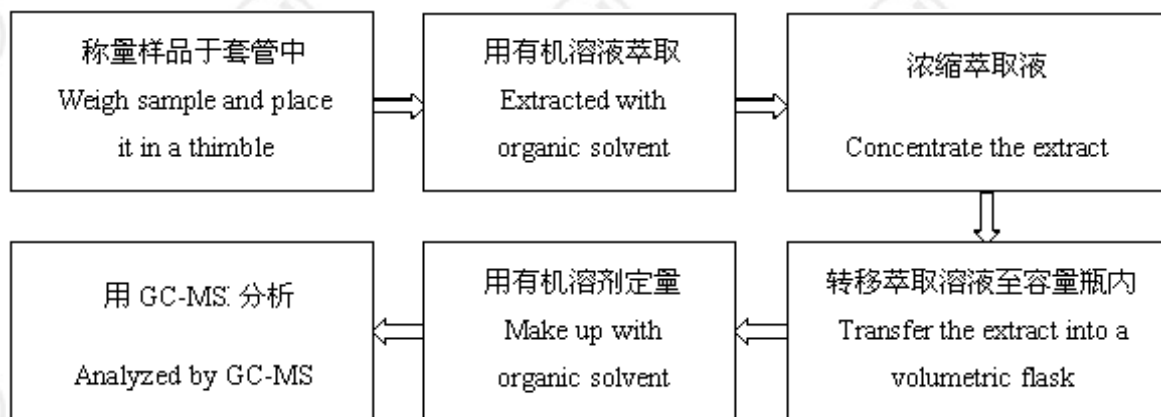 称量样品于套管中
Weigh sample and place
it in a thimble
用有机溶液萃取
Extracted with
organic solvent
浓缩萃取液
Concentrate the extract
转移萃取溶液至容量瓶内
Transfer the extract into a
volumetric flask
用有机溶剂定量
Make up with
organic solvent
用 GC-MS 分析
Analyzed by GC-MS